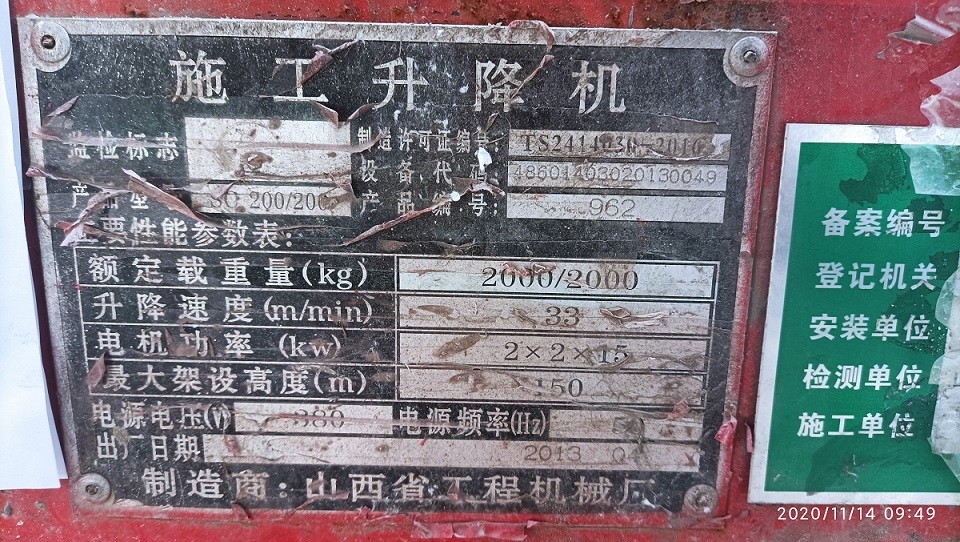 施工升降机
监检标志 制造许可证编号: TS2414030-2016
设备代码: 48601403020130049
产品型 SC 200/200 产品编号: 962
主要性能参数表:
额定载重量(kg) 2000/2000
升降速度(m/min) 33
电机功率 (kw) 2×2×15
最大架设高度(m) 150
电源电压(V) 380 电源频率(Hz)
出厂日期 2013 0
制造商:山西省工程机械厂
备案编号
登记机关
安装单位
检测单位
施工单位
2020/11/14 09:49